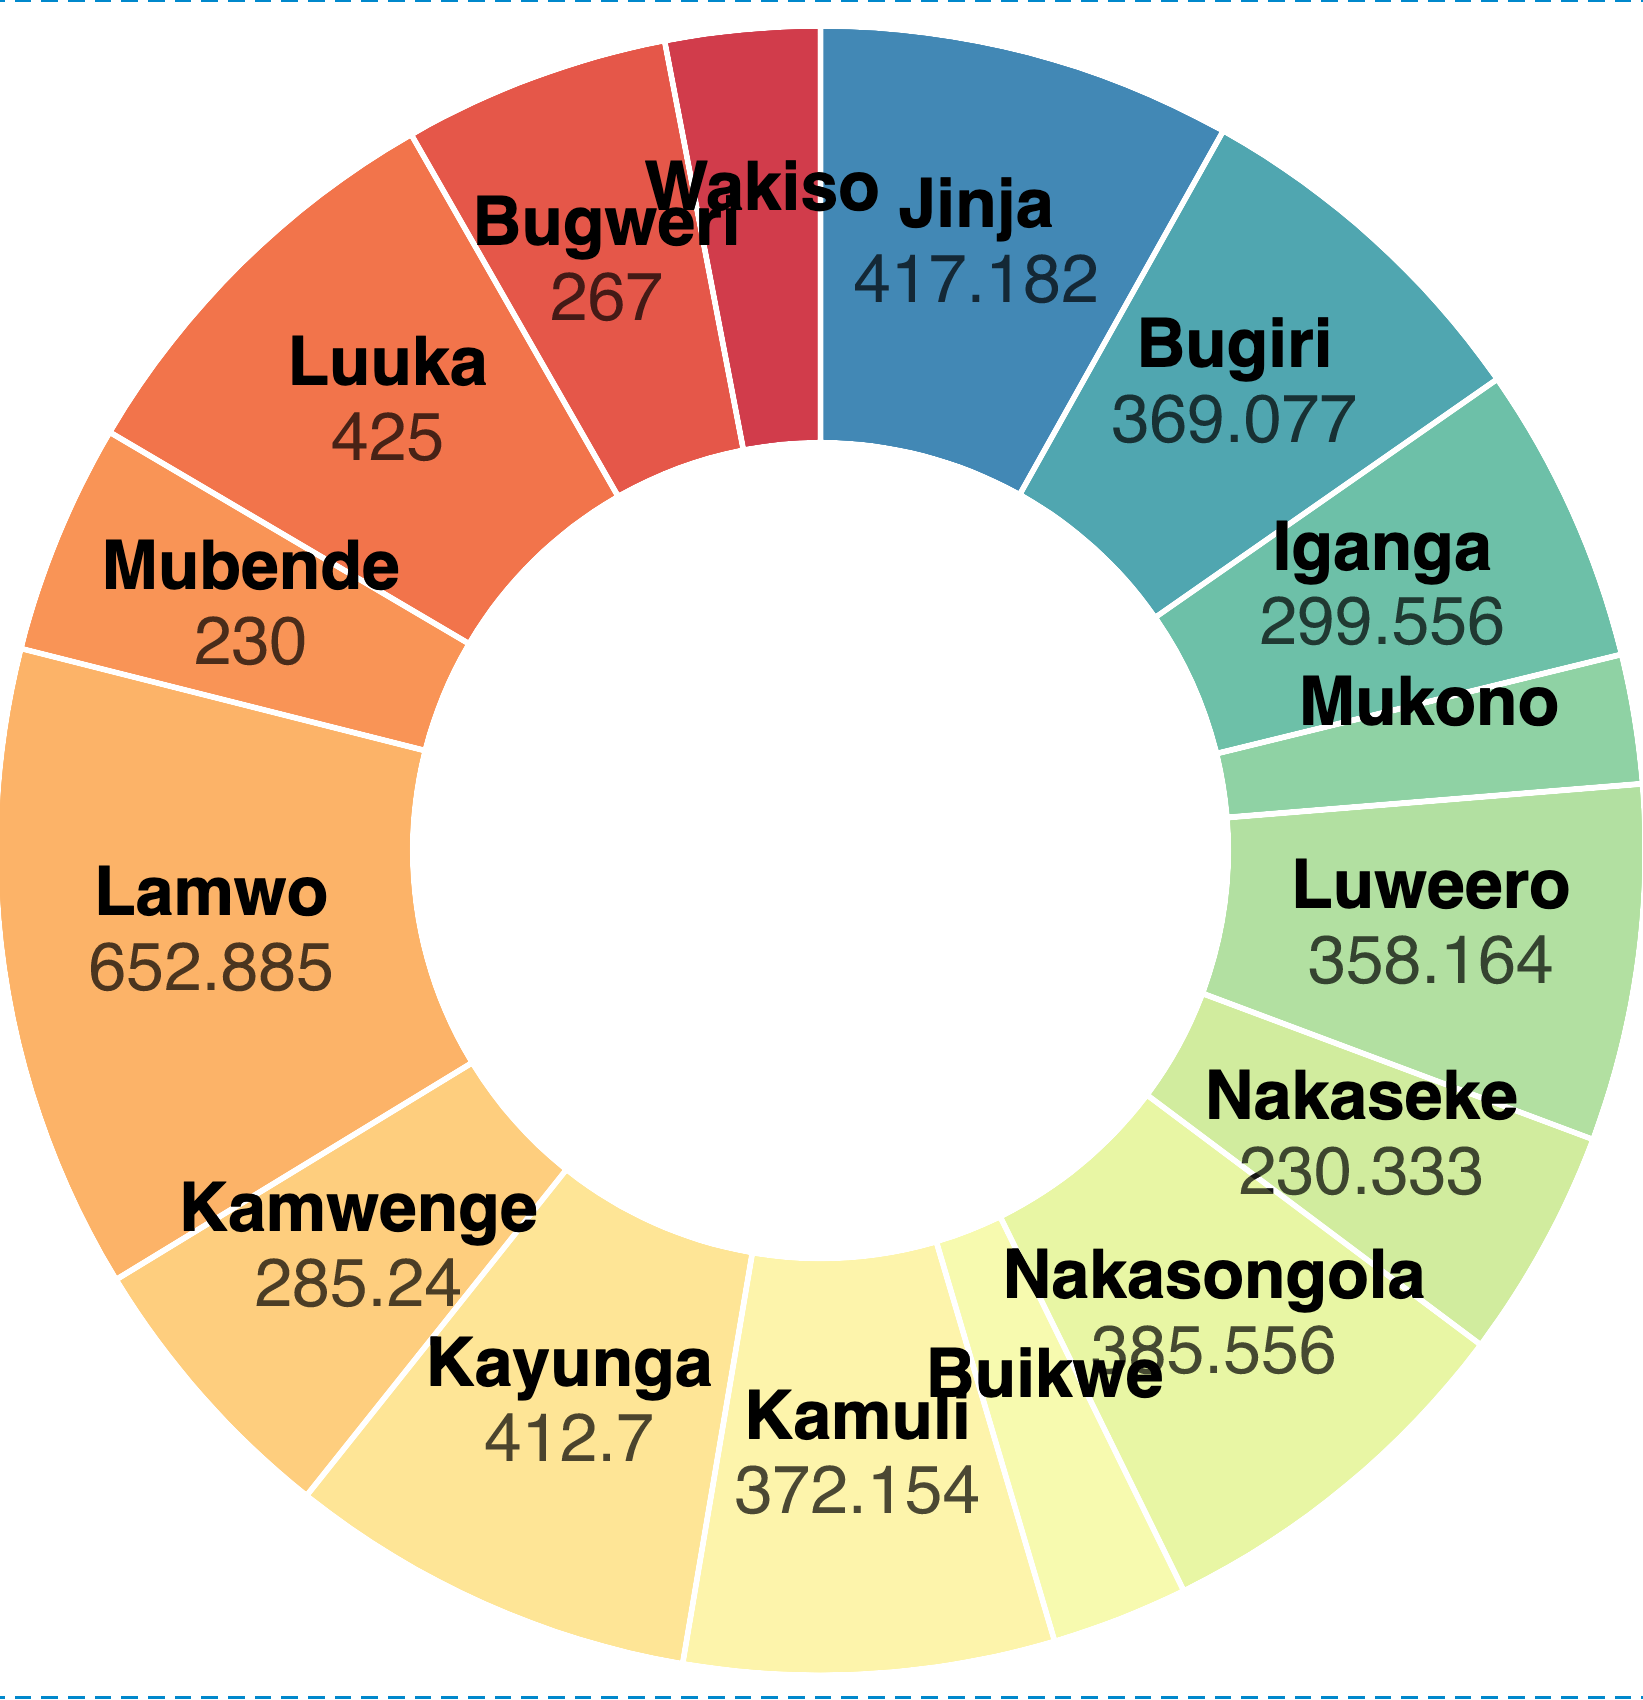 Wakiso
Jinja
417.182
Bugweri
267
Bugiri
369.077
Luuka
425
Iganga
299.556
Mubende
230
Mukono
Luweero
358.164
Lamwo
652.885
Nakaseke
230.333
Kamwenge
285.24
Nakasongola
385.556
Kayunga
412.7
Buikwe
Kamuli
372.154